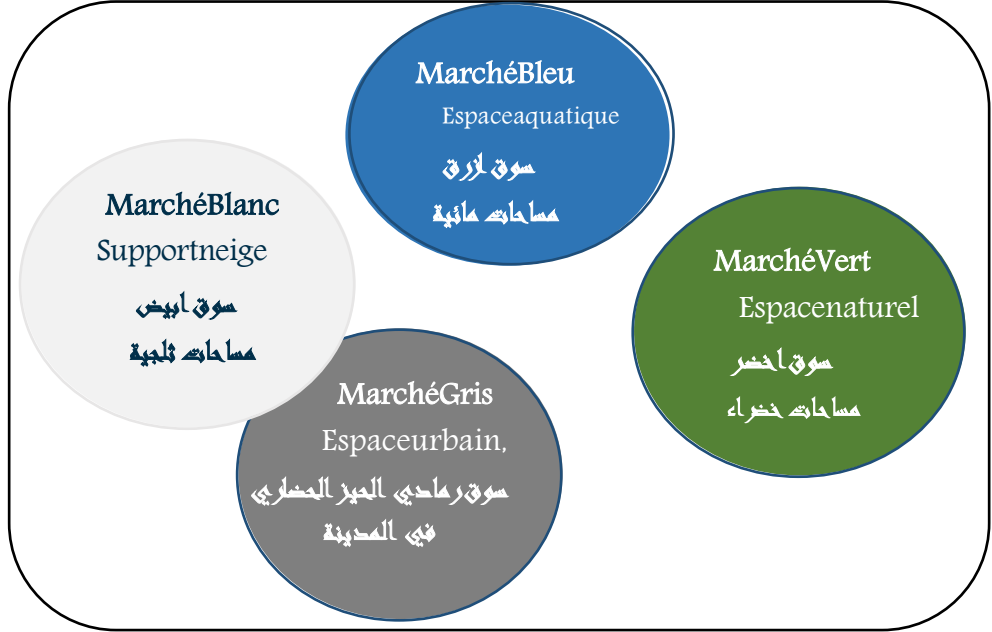 MarchéBleu
Espaceaquatique
سوق ازرق
مساحات مائية
MarchéBlanc
Supportneige
سوق ابيض
مساحات ثلجية
MarchéVert
Espacenaturel
سوق اخضر
مساحات خضراء
MarchéGris
Espaceurbain,
سوق رمادي الحيز الحضاري
في المدينة